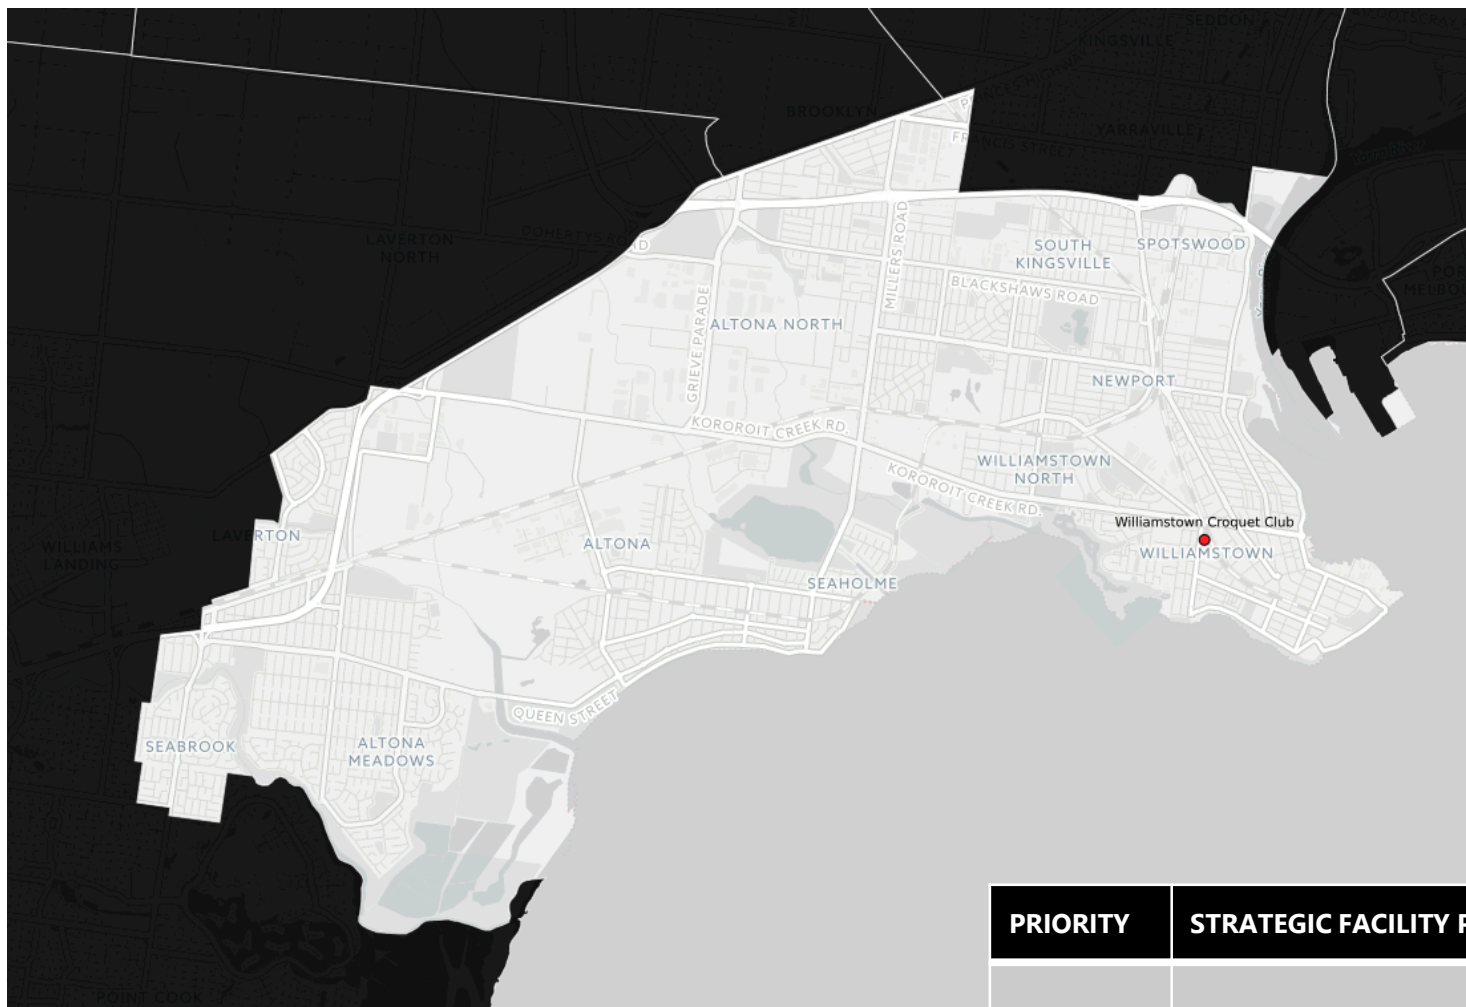 SEDDON
KINGSVILLE
PRINCES HIGHWAY
BROOKLYN
YARRAVILLE
FRANCIS STREET
LAVERTON
NORTH
DOHERTYS ROAD
SOUTH
KINGSVILLE
SPOTSWOOD
MILLERS ROAD
BLACKSHAWS ROAD
GRIEVE PARADE
ALTONA NORTH
NEWPORT
KOROROIT CREEK RD.
WILLIAMSTOWN
NORTH
KOROROIT CREEK RD.
Williamstown Croquet Club
WILLIAMSTOWN
LAVERTON
WILLIAMS
LANDING
ALTONA
SEAHOLME
QUEEN STREET
SEABROOK
ALTONA
MEADOWS
POINT COOK
PRIORITY
STRATEGIC FACILITY